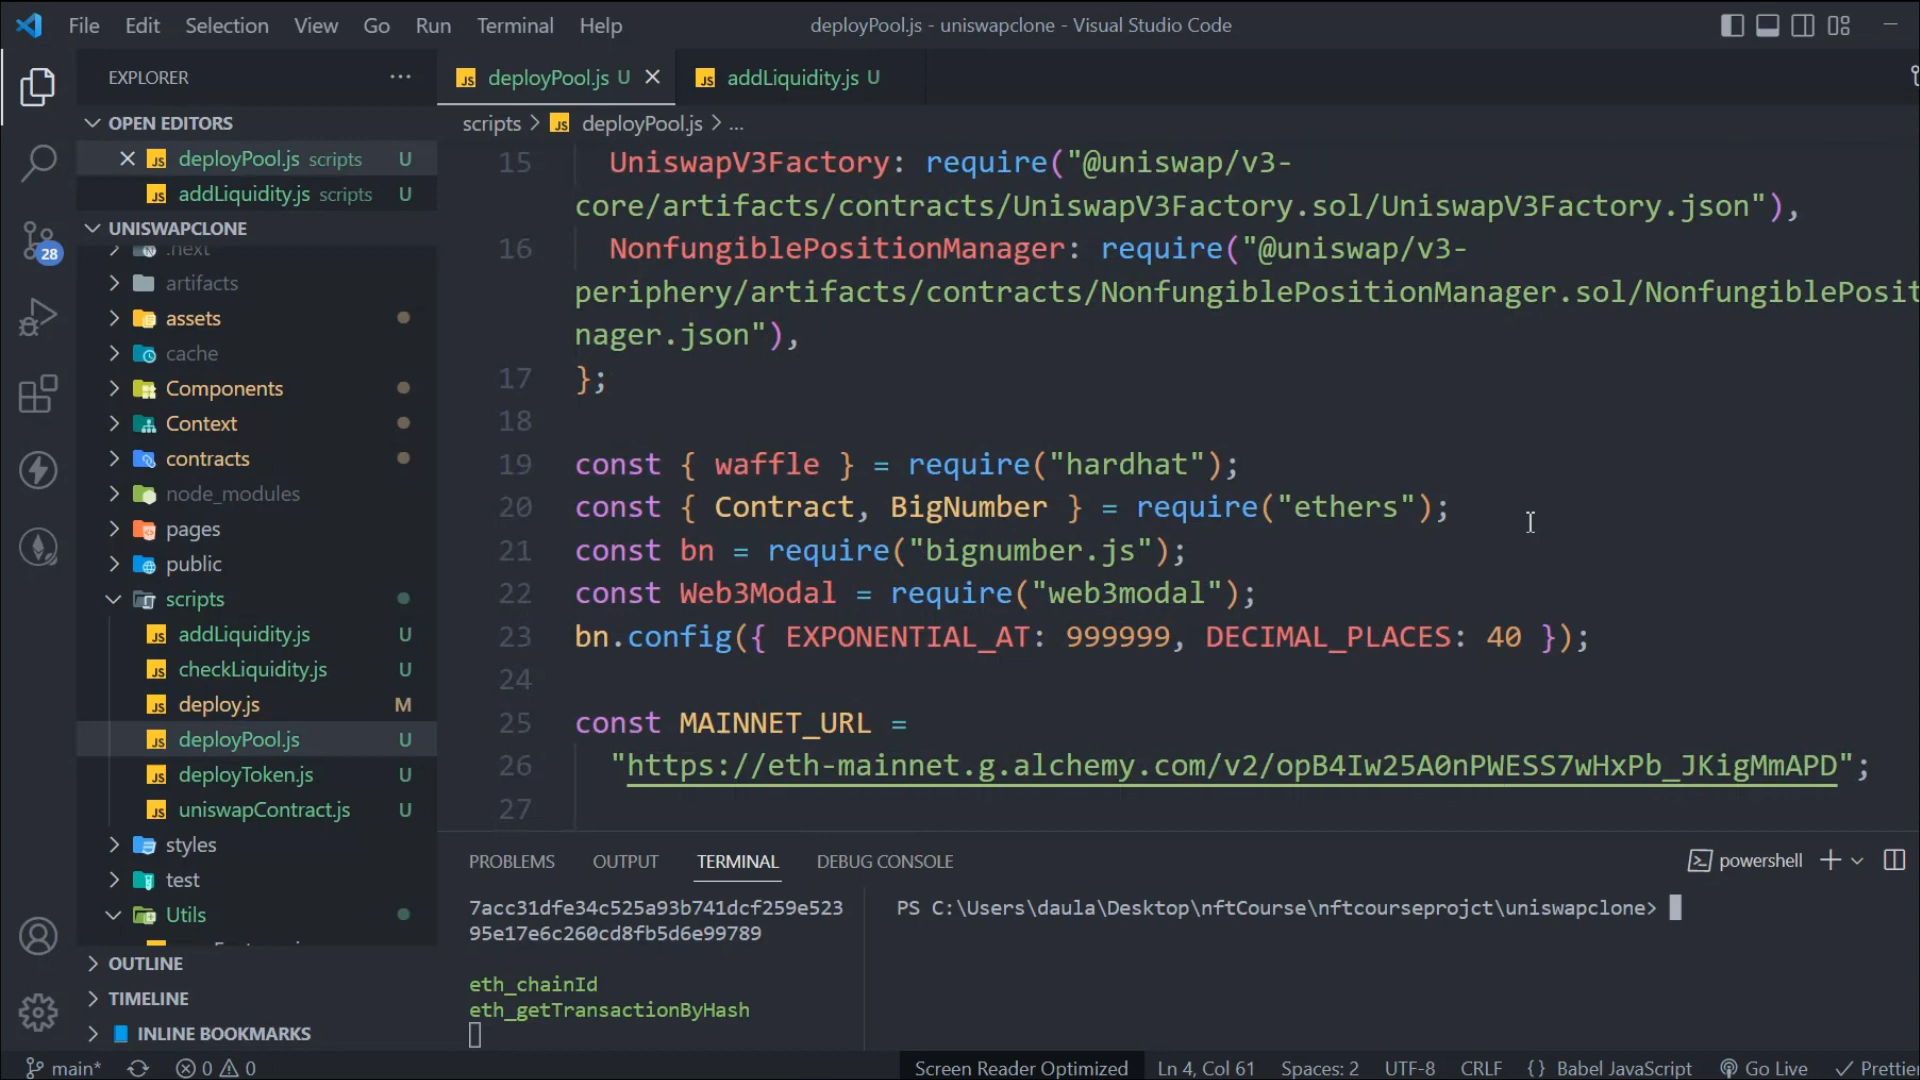 File Edit Selection View Go Run Terminal Help
deployPool.js - uniswapclone - Visual Studio Code
EXPLORER
deployPool.js U
addLiquidity.js U
OPEN EDITORS
deployPool.js scripts U
addLiquidity.js scripts U
UNISWAPCLONE
.next
artifacts
assets
cache
Components
Context
contracts
node_modules
pages
public
scripts
addLiquidity.js U
checkLiquidity.js U
deploy.js M
deployPool.js U
deployToken.js U
uniswapContract.js U
styles
test
Utils
OUTLINE
TIMELINE
INLINE BOOKMARKS
28
scripts > deployPool.js > ...
15 UniswapV3Factory: require("@uniswap/v3-
core/artifacts/contracts/UniswapV3Factory.sol/UniswapV3Factory.json"),
16 NonfungiblePositionManager: require("@uniswap/v3-
periphery/artifacts/contracts/NonfungiblePositionManager.sol/NonfungiblePosit
nager.json"),
17 };
18
19 const { waffle } = require("hardhat");
20 const { Contract, BigNumber } = require("ethers");
21 const bn = require("bignumber.js");
22 const Web3Modal = require("web3modal");
23 bn.config({ EXPONENTIAL_AT: 999999, DECIMAL_PLACES: 40 });
24
25 const MAINNET_URL =
26 "https://eth-mainnet.g.alchemy.com/v2/opB4Iw25A0nPWESS7wHxPb_JKigMmAPD";
27
PROBLEMS OUTPUT TERMINAL DEBUG CONSOLE
powershell
7acc31dfe34c525a93b741dcf259e523
95e17e6c260cd8fb5d6e99789
eth_chainId
eth_getTransactionByHash
PS C:\Users\daula\Desktop\nftCourse\nftcourseprojct\uniswapclone>
main* 0 0 Screen Reader Optimized Ln 4, Col 61 Spaces: 2 UTF-8 CRLF {} Babel JavaScript Go Live Prettier